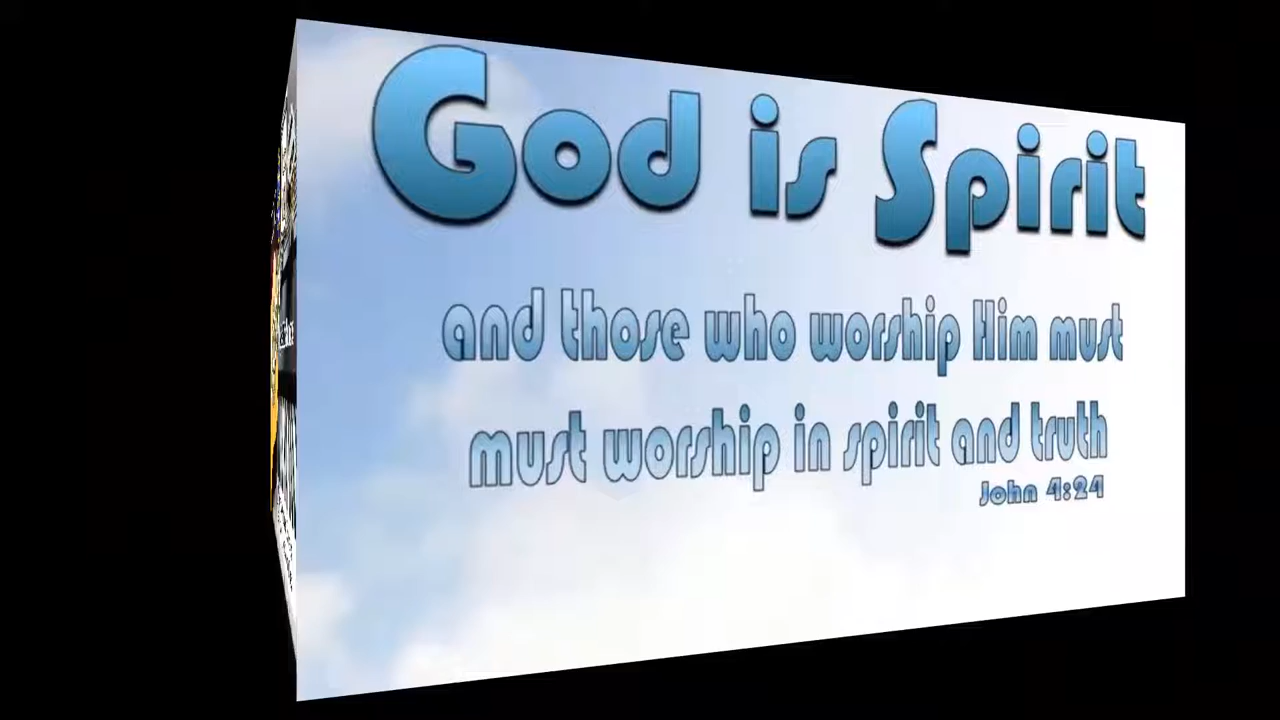 God is Spirit
and those who worship Him must
must worship in spirit and truth
John 4:24